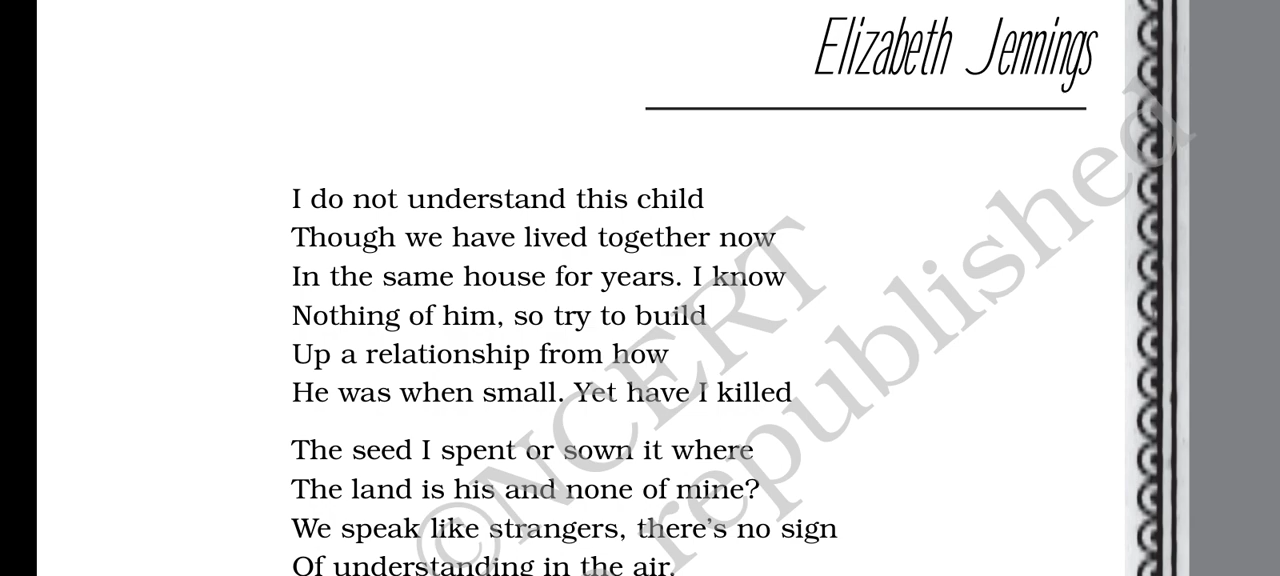 Elizabeth Jennings
I do not understand this child
Though we have lived together now
In the same house for years. I know
Nothing of him, so try to build
Up a relationship from how
He was when small. Yet have I killed
The seed I spent or sown it where
The land is his and none of mine?
We speak like strangers, there's no sign
Of understanding in the air.
©NCERT
republished